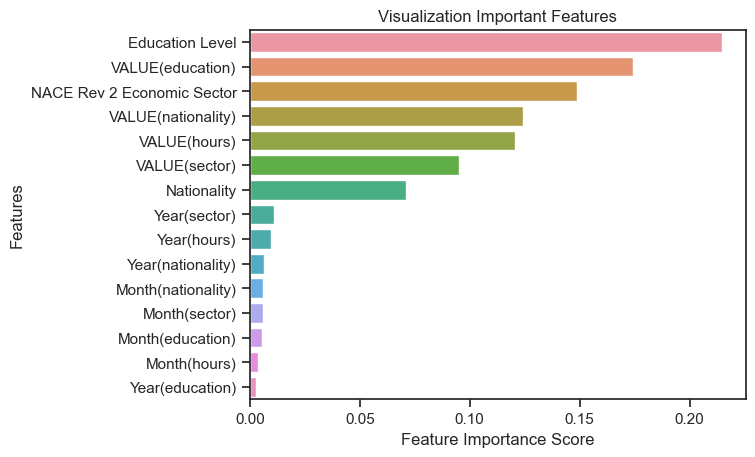 Visualization Important Features
Education Level
VALUE(education)
NACE Rev 2 Economic Sector
VALUE(nationality)
VALUE(hours)
VALUE(sector)
Nationality
Year(sector)
Year(hours)
Year(nationality)
Month(nationality)
Month(sector)
Month(education)
Month(hours)
Year(education)
Features
0.00 0.05 0.10 0.15 0.20
Feature Importance Score